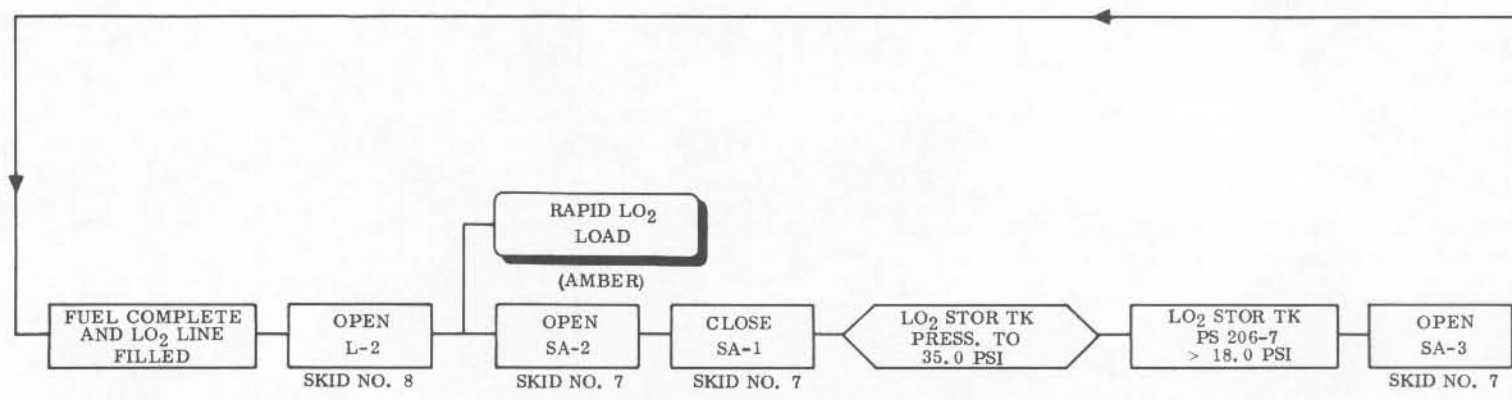 RAPID LO2
LOAD
(AMBER)
FUEL COMPLETE
AND LO2 LINE
FILLED
OPEN
L-2
SKID NO. 8
OPEN
SA-2
SKID NO. 7
CLOSE
SA-1
SKID NO. 7
LO2 STOR TK
PRESS. TO
35.0 PSI
LO2 STOR TK
PS 206-7
> 18.0 PSI
OPEN
SA-3
SKID NO. 7